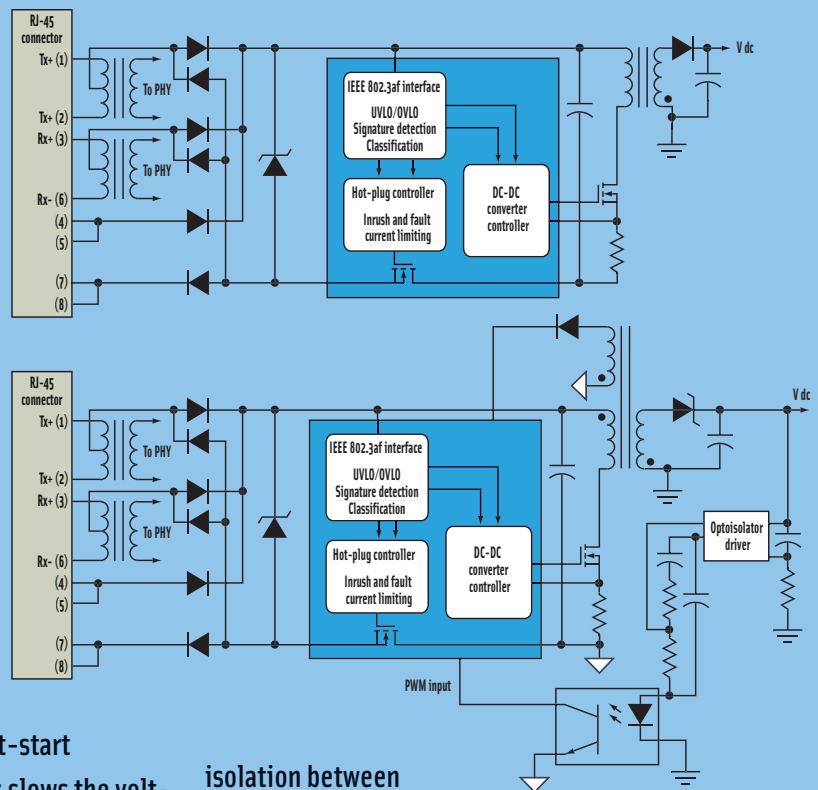 RJ-45
connector
Tx+ (1)
Tx+ (2)
Rx+ (3)
Rx- (6)
(4)
(5)
(7)
(8)
To PHY
To PHY
IEEE 802.3af interface
UVLO/OVLO
Signature detection
Classification
Hot-plug controller
Inrush and fault
current limiting
DC-DC
converter
controller
V dc
RJ-45
connector
Tx+ (1)
Tx+ (2)
Rx+ (3)
Rx- (6)
(4)
(5)
(7)
(8)
To PHY
To PHY
IEEE 802.3af interface
UVLO/OVLO
Signature detection
Classification
Hot-plug controller
Inrush and fault
current limiting
DC-DC
converter
controller
V dc
Optoisolator
driver
PWM input
t-start
slows the volt-
isolation between